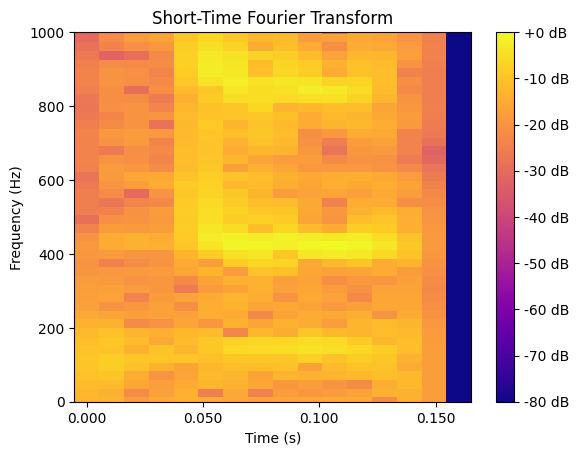 Short-Time Fourier Transform
1000
800
600
400
200
0
Frequency (Hz)
0.000
0.050
0.100
0.150
Time (s)
+0 dB
-10 dB
-20 dB
-30 dB
-40 dB
-50 dB
-60 dB
-70 dB
-80 dB